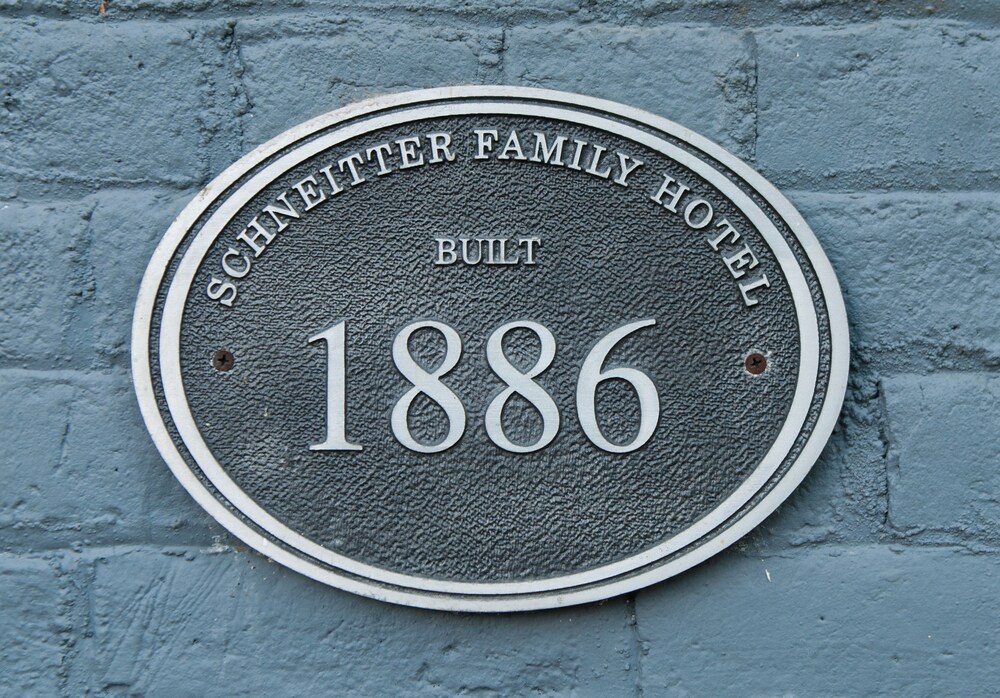 SCHNEITTER FAMILY HOTEL
BUILT
1886